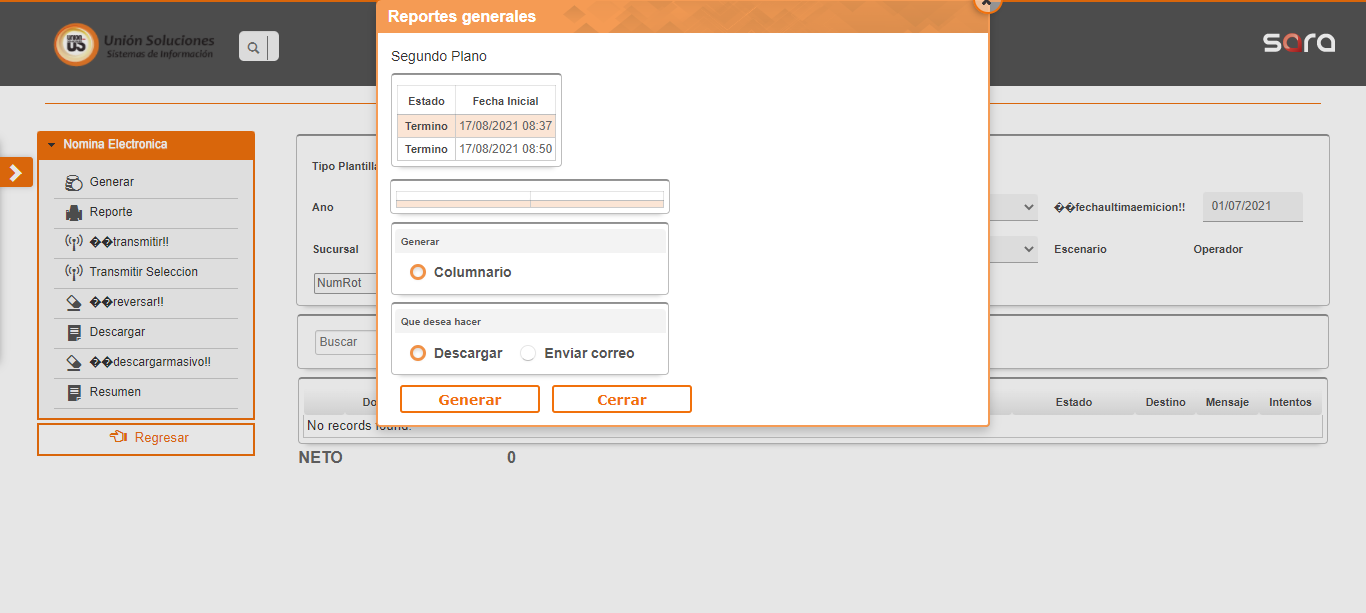 Reportes generales
UNION
US
Unión Soluciones
Sistemas de Información
sara
Segundo Plano
Estado Fecha Inicial
Termino 17/08/2021 08:37
Termino 17/08/2021 08:50
Nomina Electronica
Generar
Reporte
��transmitir!!
Transmitir Seleccion
��reversar!!
Descargar
��descargarmasivo!!
Resumen
Regresar
Tipo Plantilla
Ano
��fechaultimaemicion!! 01/07/2021
Sucursal
Escenario Operador
NumRot
Generar
Columnario
Que desea hacer
Descargar Enviar correo
Generar Cerrar
Buscar
Do Estado Destino Mensaje Intentos
No records found.
NETO 0